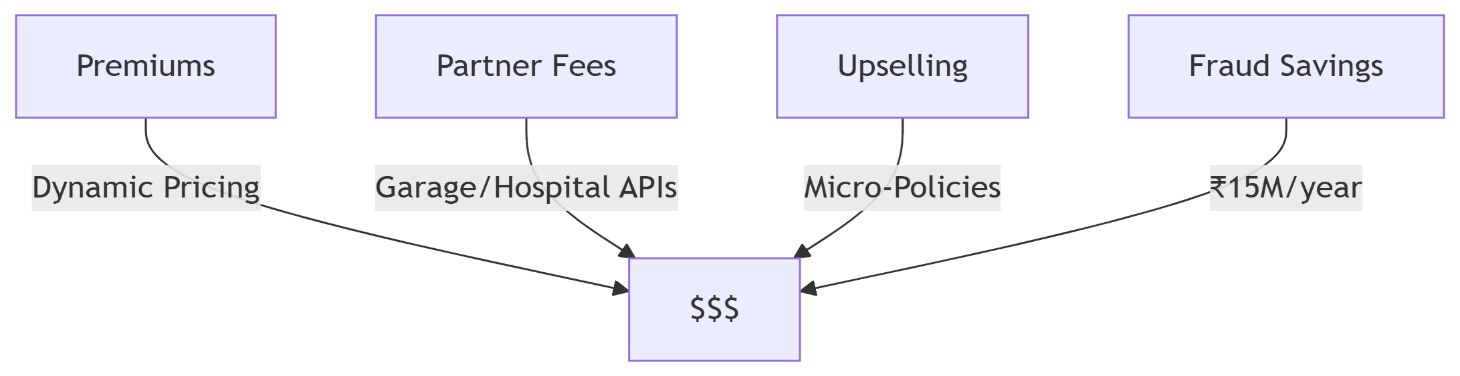 Premiums
Partner Fees
Upselling
Fraud Savings
Dynamic Pricing
Garage/Hospital APIs
Micro-Policies
₹15M/year
$$$